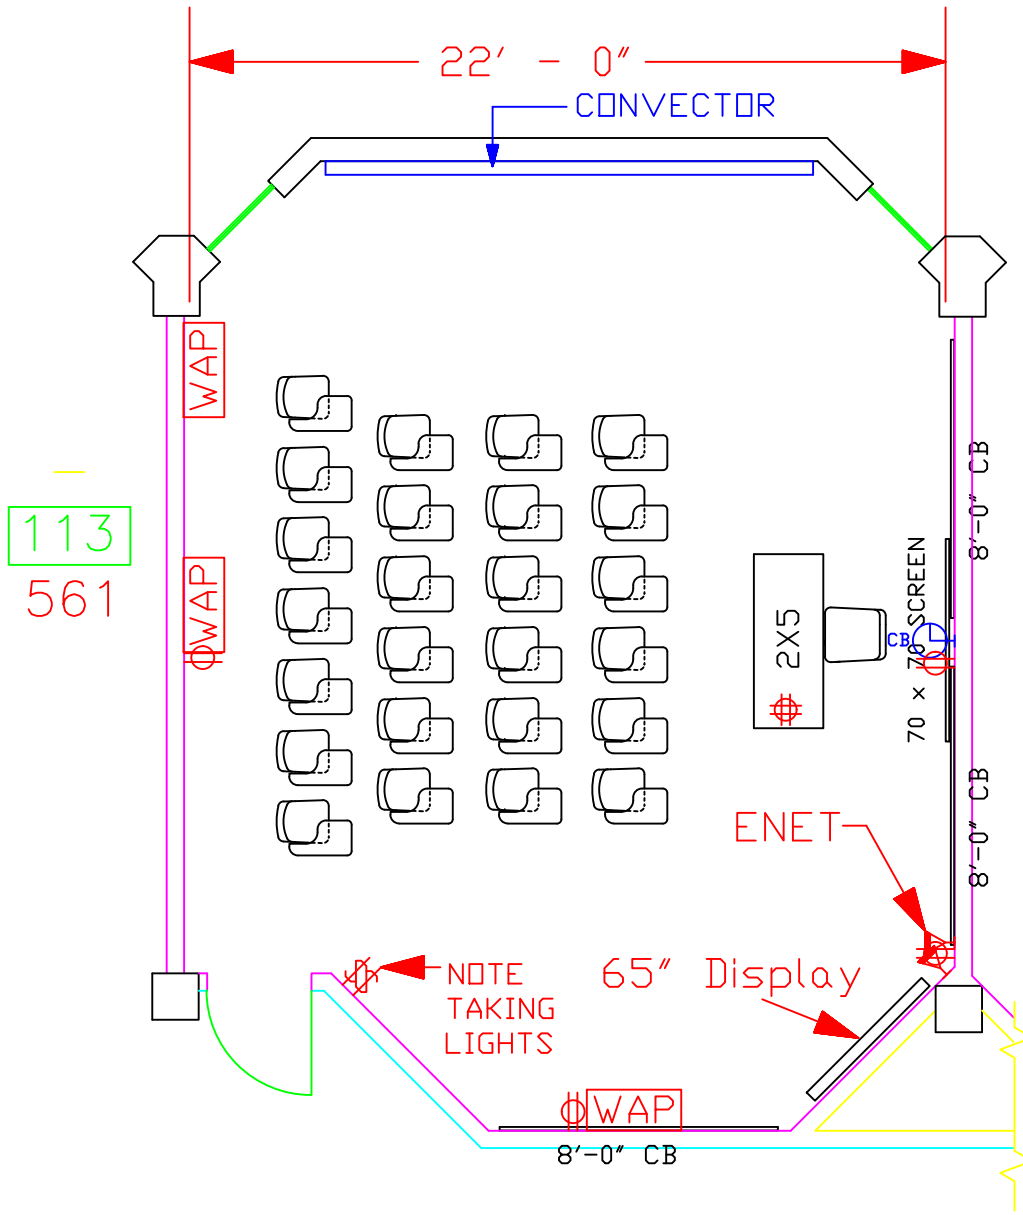 22' - 0"
CONVECTOR
WAP
8'-0" CB
113
561
WAP
70 x 70 SCREEN
2X5
CB
8'-0" CB
ENET
65" Display
NOTE
TAKING
LIGHTS
WAP
8'-0" CB